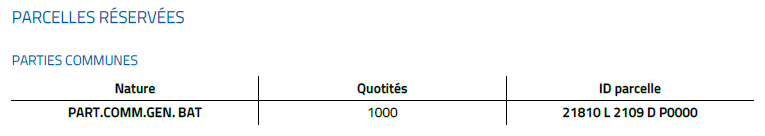 PARCELLES RÉSERVÉES
PARTIES COMMUNES
Nature Quotités ID parcelle
PART.COMM.GEN. BAT 1000 21810 L 2109 D P0000